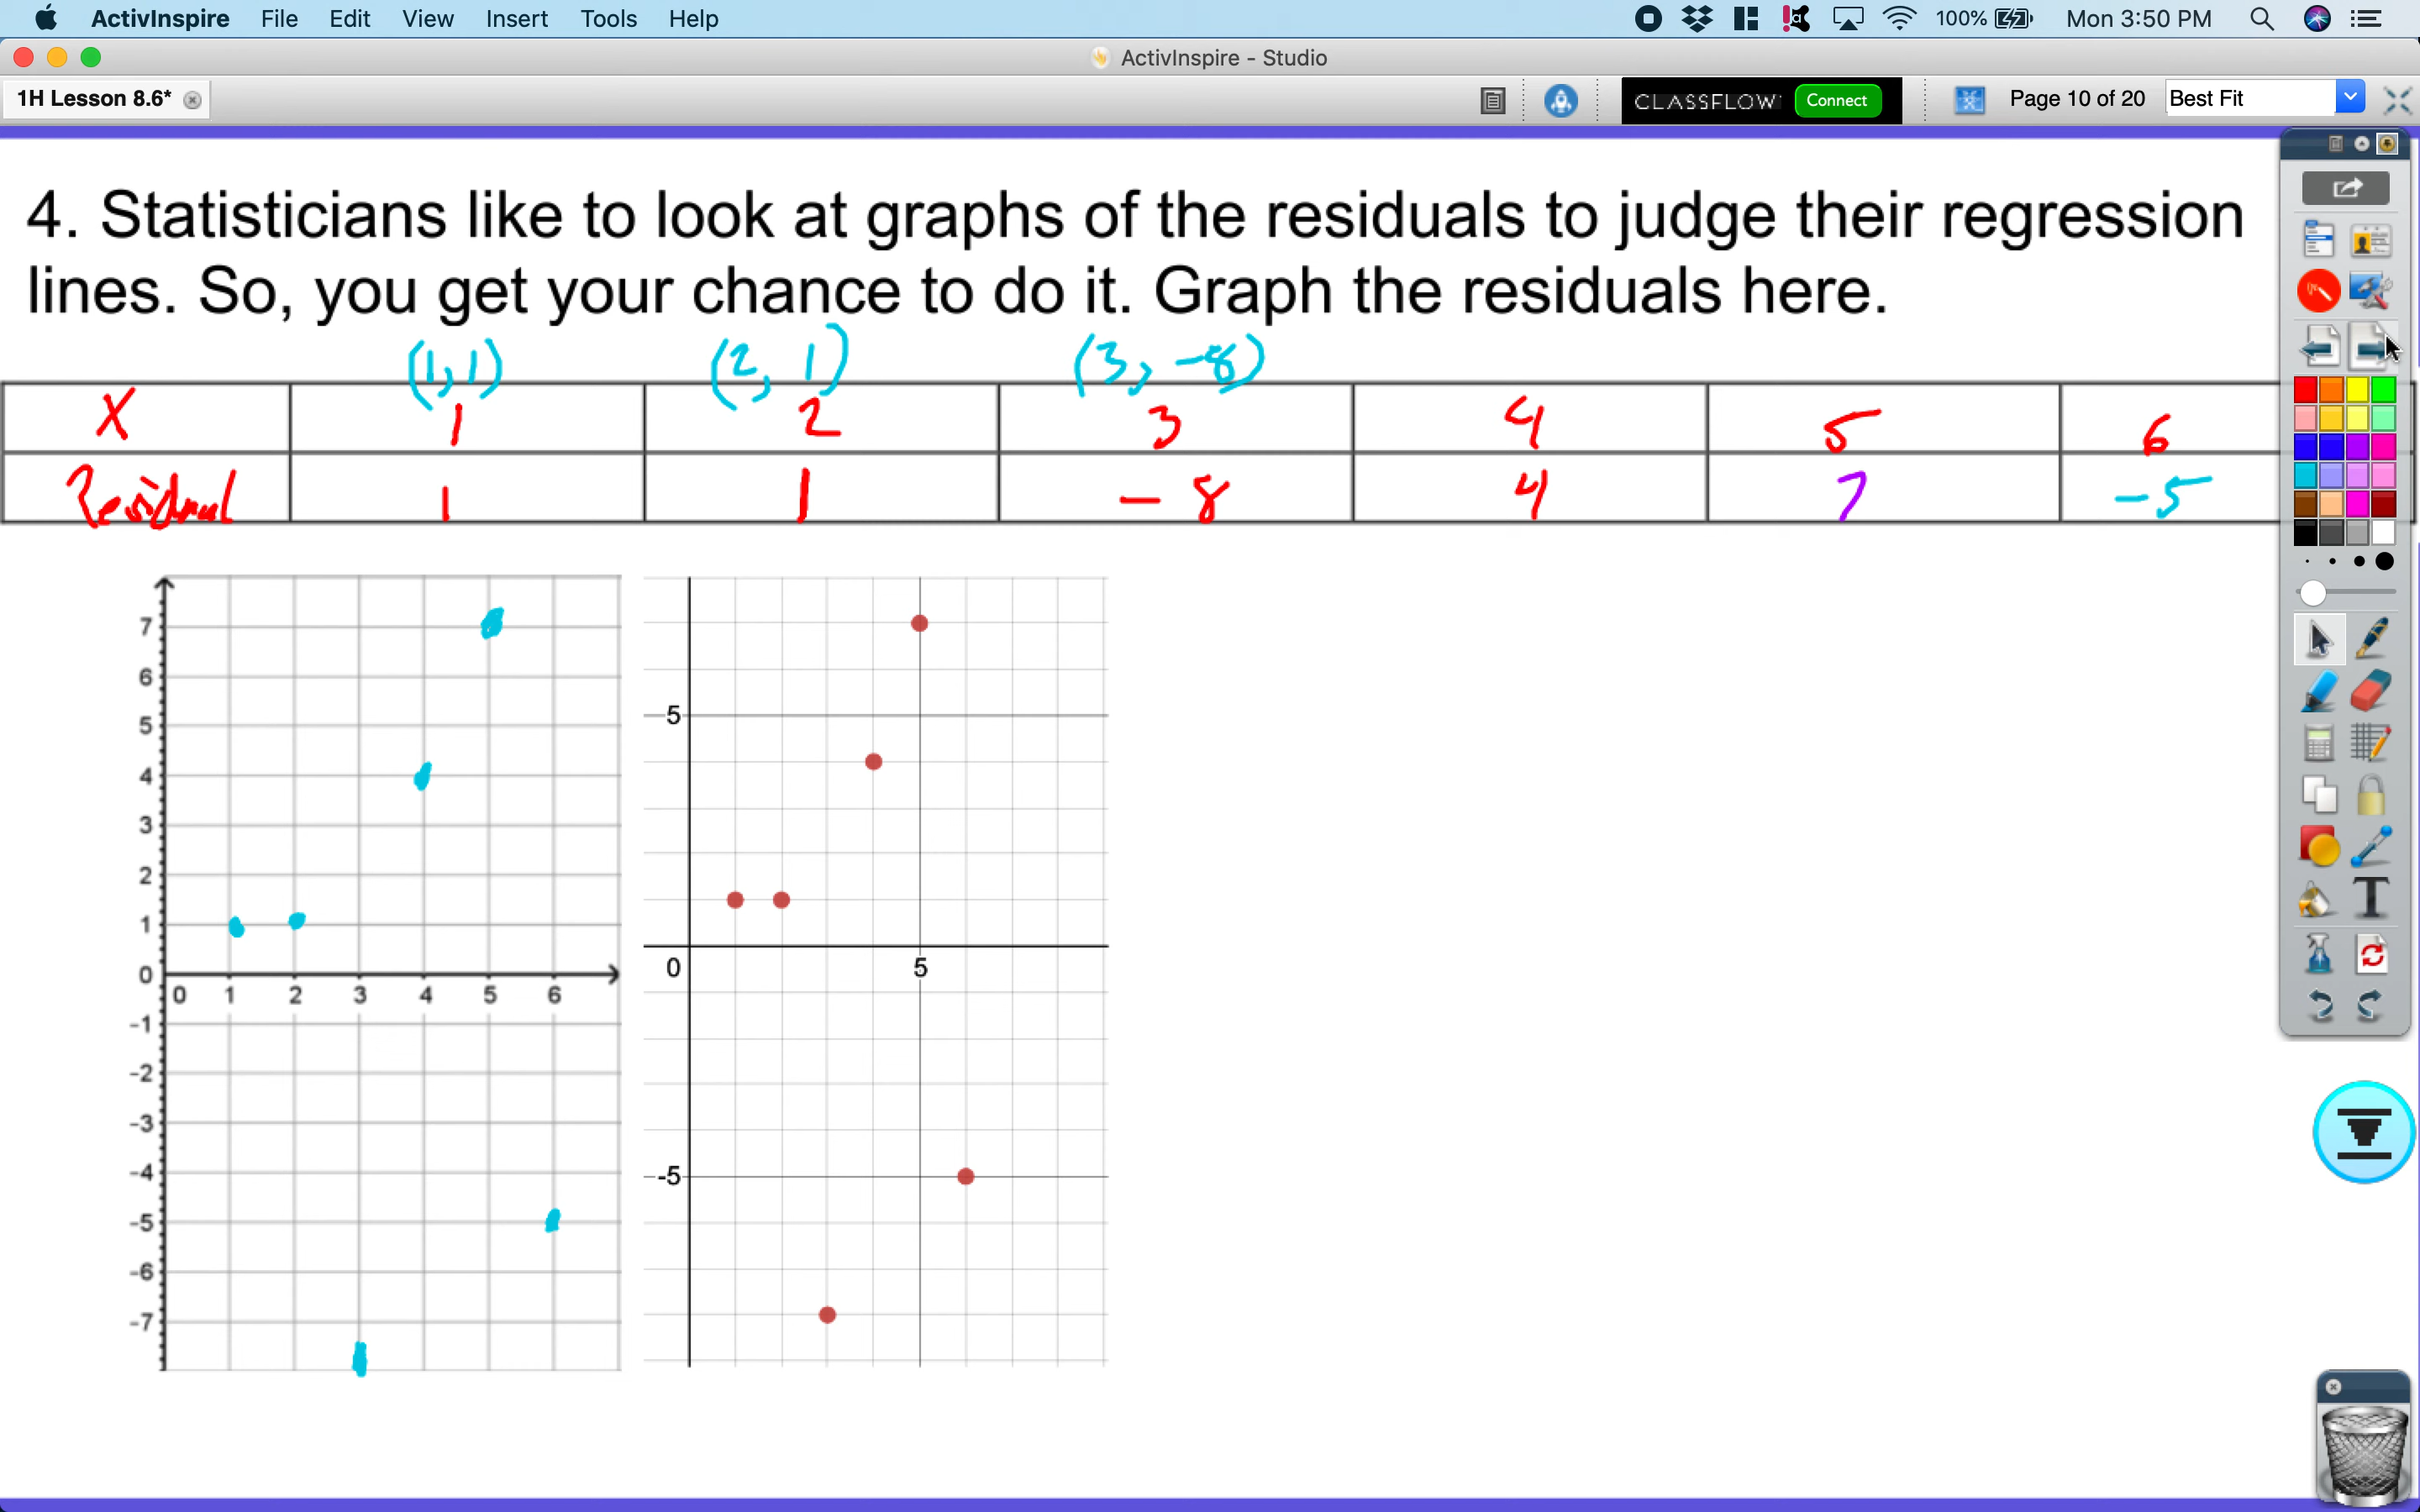 ActivInspire File Edit View Insert Tools Help 100% Mon 3:50 PM
ActivInspire - Studio
1H Lesson 8.6* CLASSFLOW Connect Page 10 of 20 Best Fit
4. Statisticians like to look at graphs of the residuals to judge their regression
lines. So, you get your chance to do it. Graph the residuals here.
(1,1) (2, 1) (3, -8)
X 1 2 3 4 5 6
Residual 1 1 -8 4 7 -5
7
6
5
4
3
2
1
0
0 1 2 3 4 5 6
-1
-2
-3
-4
-5
-6
-7
5
0 5
-5